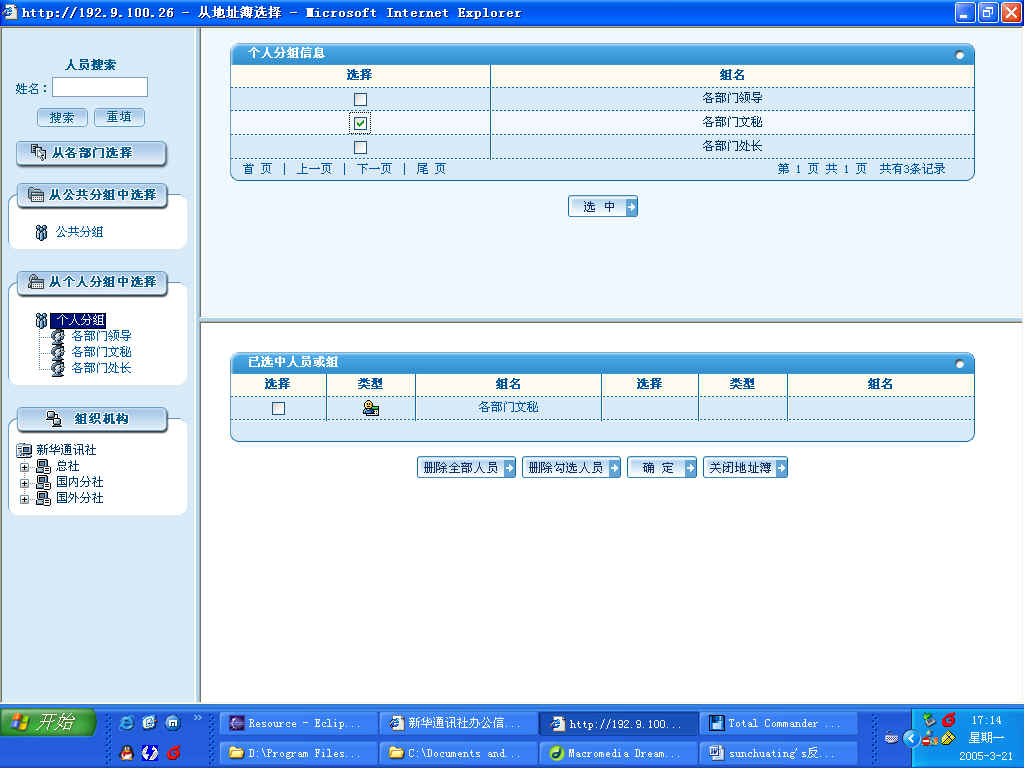 http://192.9.100.26 - 从地址簿选择 - Microsoft Internet Explorer
人员搜索
姓名：
搜索 重填
从各部门选择
从公共分组中选择
公共分组
从个人分组中选择
个人分组
各部门领导
各部门文秘
各部门处长
组织机构
新华通讯社
总社
国内分社
国外分社
个人分组信息
选择 组名
各部门领导
各部门文秘
各部门处长
首 页 | 上一页 | 下一页 | 尾 页 第 1 页 共 1 页 共有3条记录
选 中
已选中人员或组
选择 类型 组名 选择 类型 组名
各部门文秘
删除全部人员 删除勾选人员 确 定 关闭地址簿
开始
Resource - Eclip... 新华通讯社办公信... http://192.9.100... Total Commander ...
D:\Program Files... C:\Documents and... Macromedia Dream... sunchuating's反...
17:14
星期一
2005-3-21